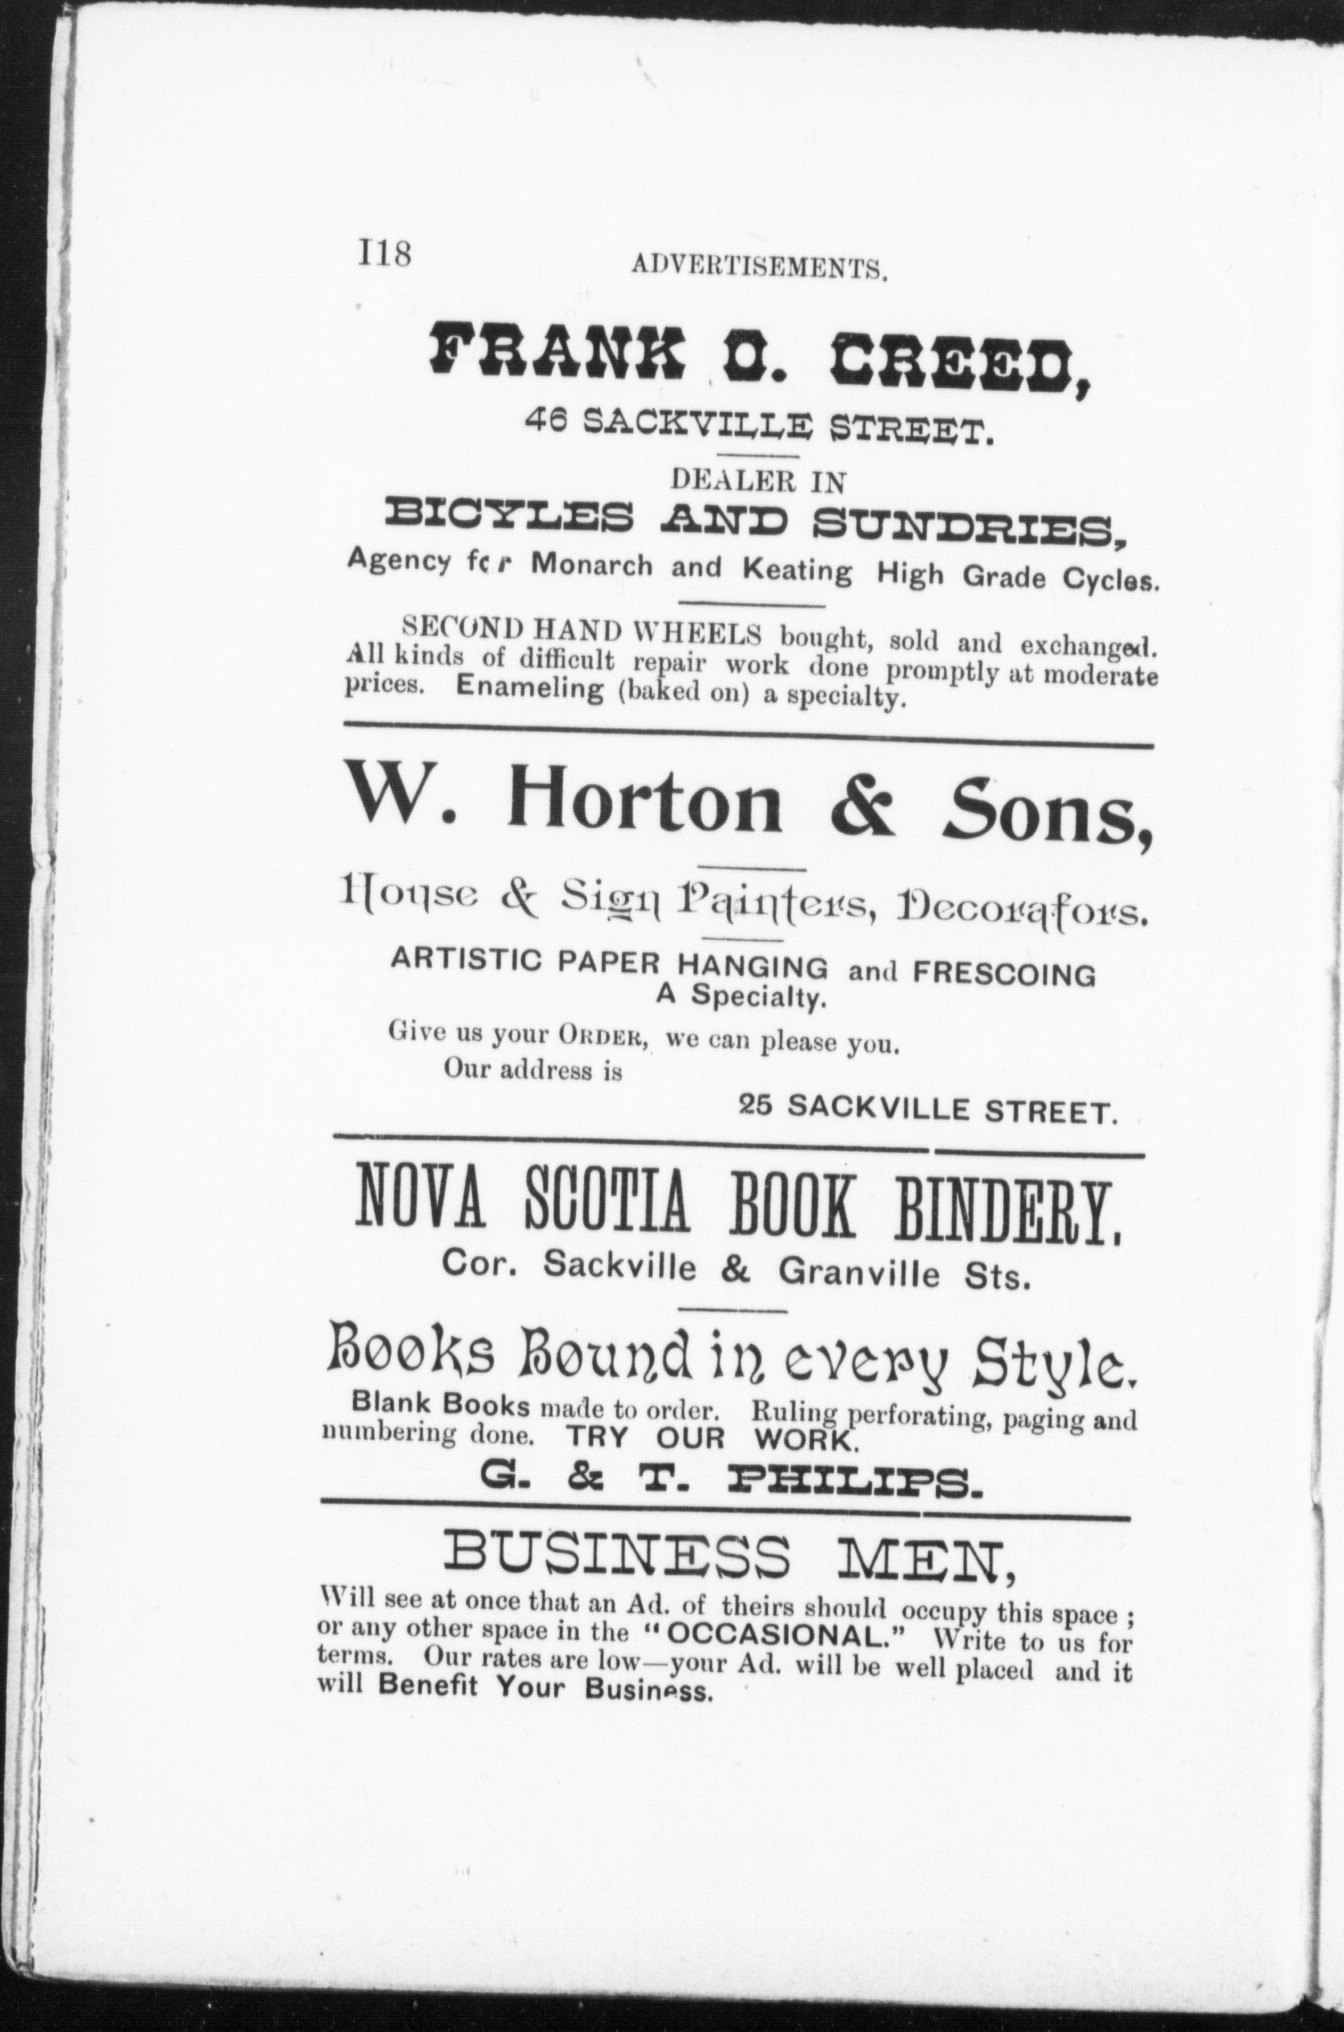 I18
ADVERTISEMENTS.
FRANK O. CREED,
46 SACKVILLE STREET.
DEALER IN
BICYLES AND SUNDRIES,
Agency for Monarch and Keating High Grade Cycles.
SECOND HAND WHEELS bought, sold and exchanged.
All kinds of difficult repair work done promptly at moderate
prices. Enameling (baked on) a specialty.
W. Horton & Sons,
House & Sign Painters, Decorators.
ARTISTIC PAPER HANGING and FRESCOING
A Specialty.
Give us your ORDER, we can please you.
Our address is
25 SACKVILLE STREET.
NOVA SCOTIA BOOK BINDERY.
Cor. Sackville & Granville Sts.
Books Bound in every Style.
Blank Books made to order. Ruling perforating, paging and
numbering done. TRY OUR WORK.
G. & T. PHILIPS.
BUSINESS MEN,
Will see at once that an Ad. of theirs should occupy this space ;
or any other space in the "OCCASIONAL." Write to us for
terms. Our rates are low—your Ad. will be well placed and it
will Benefit Your Business.